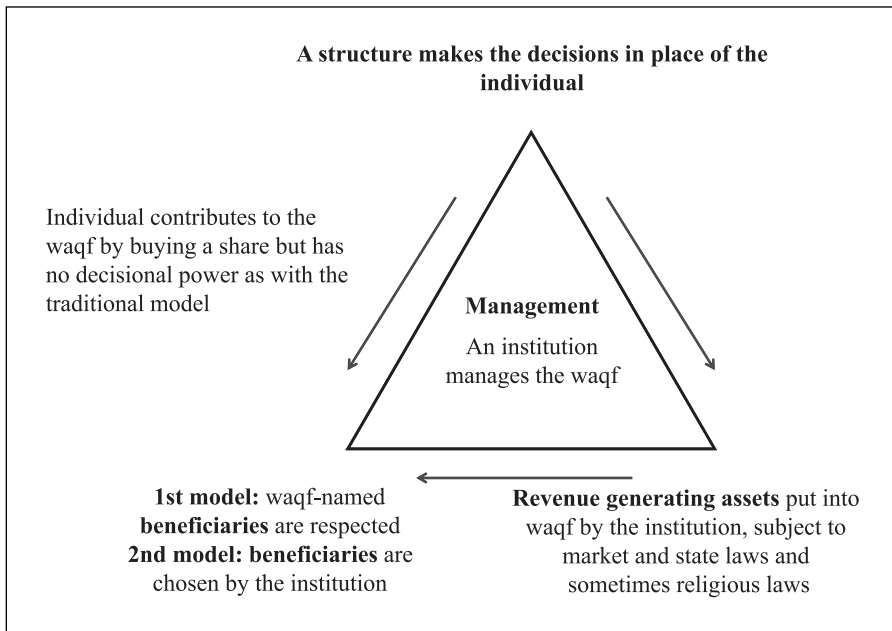 A structure makes the decisions in place of the
individual
Individual contributes to the
waqf by buying a share but has
no decisional power as with the
traditional model
Management
An institution
manages the waqf
1st model: waqf-named
beneficiaries are respected
2nd model: beneficiaries are
chosen by the institution
Revenue generating assets put into
waqf by the institution, subject to
market and state laws and
sometimes religious laws